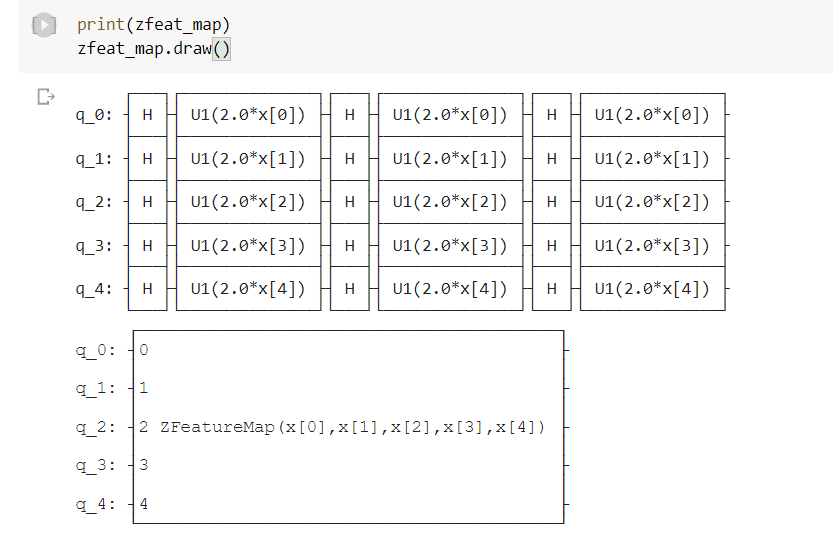 print(zfeat_map)
zfeat_map.draw()
q_0: H U1(2.0*x[0]) H U1(2.0*x[0]) H U1(2.0*x[0])
q_1: H U1(2.0*x[1]) H U1(2.0*x[1]) H U1(2.0*x[1])
q_2: H U1(2.0*x[2]) H U1(2.0*x[2]) H U1(2.0*x[2])
q_3: H U1(2.0*x[3]) H U1(2.0*x[3]) H U1(2.0*x[3])
q_4: H U1(2.0*x[4]) H U1(2.0*x[4]) H U1(2.0*x[4])
q_0: 0
q_1: 1
q_2: 2 ZFeatureMap(x[0],x[1],x[2],x[3],x[4])
q_3: 3
q_4: 4